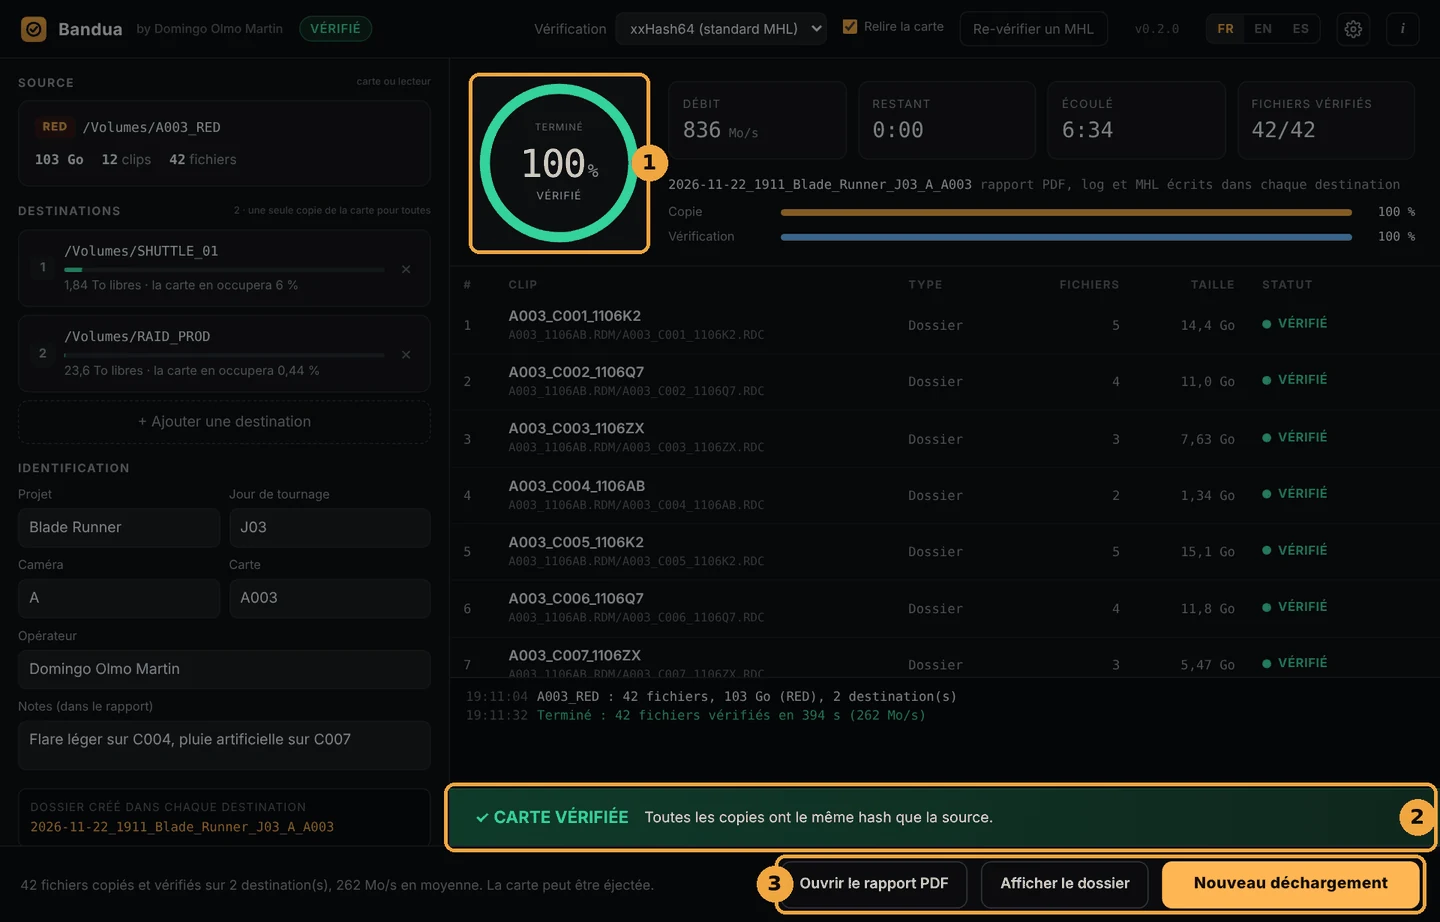 Bandua by Domingo Olmo Martin VÉRIFIÉ Vérification xxHash64 (standard MHL) Relire la carte Re-vérifier un MHL v0.2.0 FR EN ES i
SOURCE carte ou lecteur
RED /Volumes/A003_RED
103 Go 12 clips 42 fichiers
DESTINATIONS 2 · une seule copie de la carte pour toutes
1 /Volumes/SHUTTLE_01
1,84 To libres · la carte en occupera 6 %
2 /Volumes/RAID_PROD
23,6 To libres · la carte en occupera 0,44 %
+ Ajouter une destination
IDENTIFICATION
Projet Jour de tournage
Blade Runner J03
Caméra Carte
A A003
Opérateur
Domingo Olmo Martin
Notes (dans le rapport)
Flare léger sur C004, pluie artificielle sur C007
DOSSIER CRÉÉ DANS CHAQUE DESTINATION
2026-11-22_1911_Blade_Runner_J03_A_A003
TERMINÉ
100 %
VÉRIFIÉ
1
DÉBIT
836 Mo/s
RESTANT
0:00
ÉCOULÉ
6:34
FICHIERS VÉRIFIÉS
42/42
2026-11-22_1911_Blade_Runner_J03_A_A003 rapport PDF, log et MHL écrits dans chaque destination
Copie 100 %
Vérification 100 %
# CLIP TYPE FICHIERS TAILLE STATUT
1 A003_C001_1106K2 Dossier 5 14,4 Go VÉRIFIÉ
A003_1106AB.RDM/A003_C001_1106K2.RDC
2 A003_C002_1106Q7 Dossier 4 11,0 Go VÉRIFIÉ
A003_1106AB.RDM/A003_C002_1106Q7.RDC
3 A003_C003_1106ZX Dossier 3 7,63 Go VÉRIFIÉ
A003_1106AB.RDM/A003_C003_1106ZX.RDC
4 A003_C004_1106AB Dossier 2 1,34 Go VÉRIFIÉ
A003_1106AB.RDM/A003_C004_1106AB.RDC
5 A003_C005_1106K2 Dossier 5 15,1 Go VÉRIFIÉ
A003_1106AB.RDM/A003_C005_1106K2.RDC
6 A003_C006_1106Q7 Dossier 4 11,8 Go VÉRIFIÉ
A003_1106AB.RDM/A003_C006_1106Q7.RDC
7 A003_C007_1106ZX Dossier 3 5,47 Go VÉRIFIÉ
A003_1106AB.RDM/A003_C007_1106ZX.RDC
19:11:04 A003_RED : 42 fichiers, 103 Go (RED), 2 destination(s)
19:11:32 Terminé : 42 fichiers vérifiés en 394 s (262 Mo/s)
✓ CARTE VÉRIFIÉE Toutes les copies ont le même hash que la source. 2
42 fichiers copiés et vérifiés sur 2 destination(s), 262 Mo/s en moyenne. La carte peut être éjectée.
3 Ouvrir le rapport PDF Afficher le dossier Nouveau déchargement